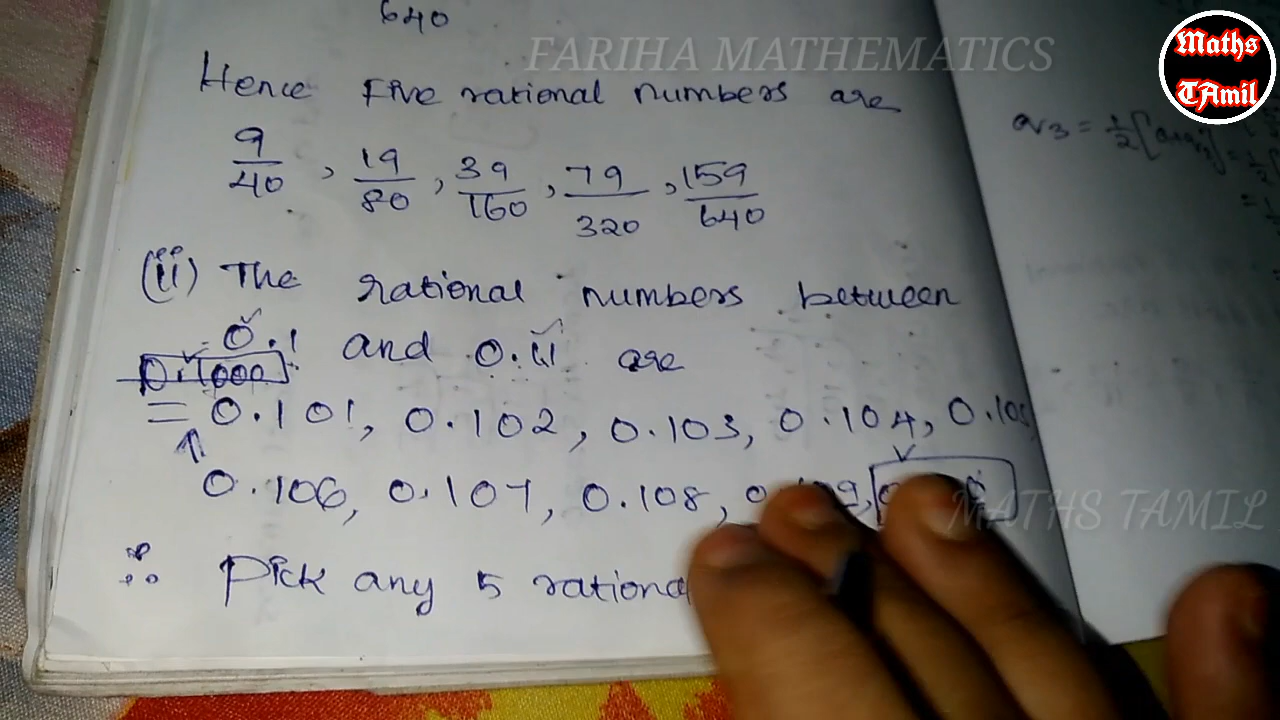 640
FARIHA MATHEMATICS
Maths
TAmil
Hence Five rational numbers are
9/40, 19/80, 39/160, 79/320, 159/640
(ii) The rational numbers between
0.1 and 0.11 are
0.1000
= 0.101, 0.102, 0.103, 0.104, 0.105,
0.106, 0.107, 0.108,
MATHS TAMIL
∴ Pick any 5 rational